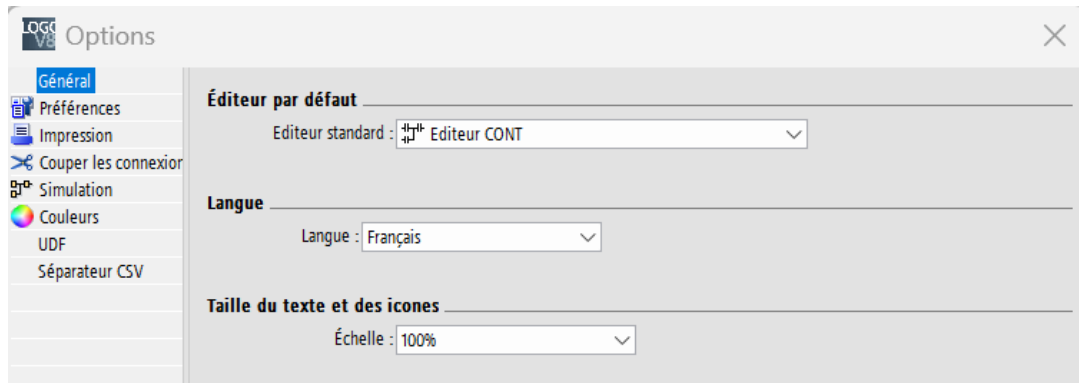 LOGO
V8
Options
Général
Préférences
Impression
Couper les connexion
Simulation
Couleurs
UDF
Séparateur CSV
Éditeur par défaut
Editeur standard : Editeur CONT
Langue
Langue : Français
Taille du texte et des icones
Échelle : 100%